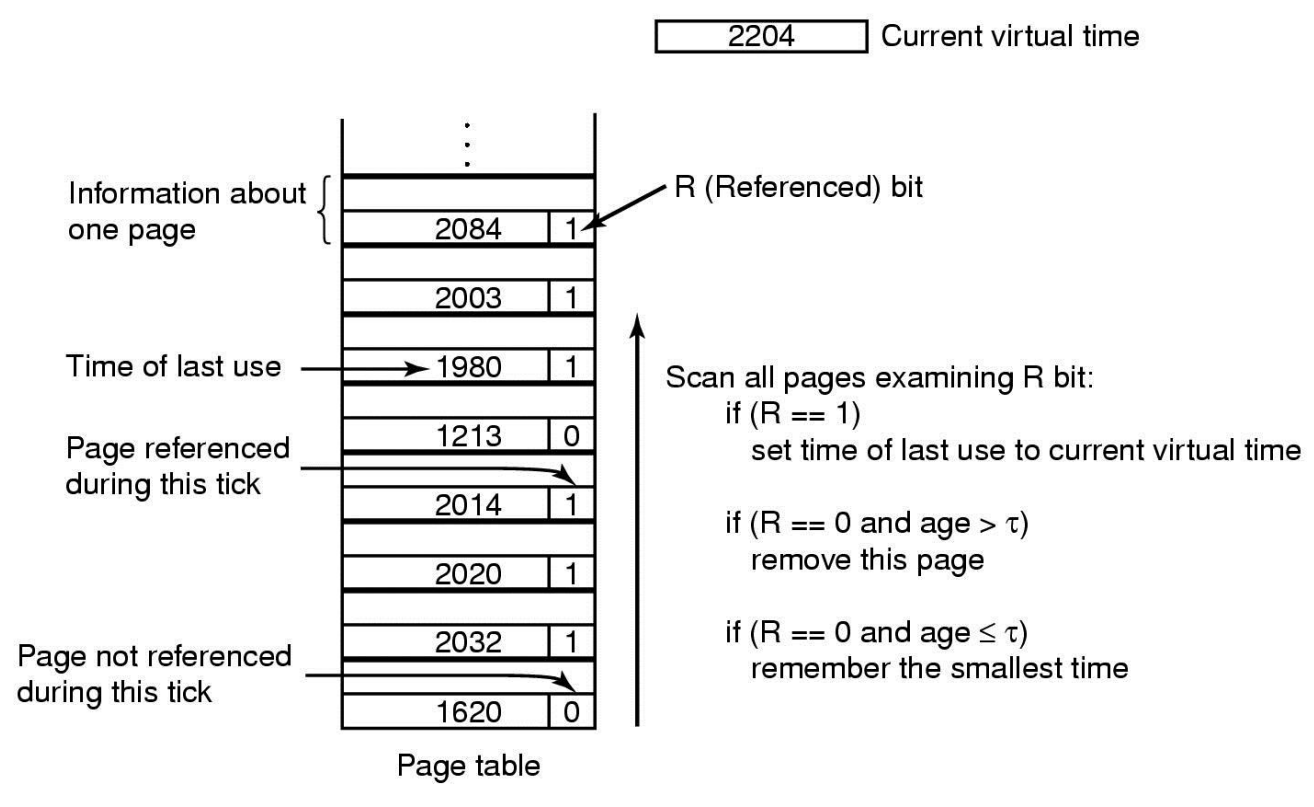 2204 Current virtual time
Information about
one page
R (Referenced) bit
2084 1
2003 1
Time of last use
1980 1
Scan all pages examining R bit:
if (R == 1)
set time of last use to current virtual time
1213 0
Page referenced
during this tick
2014 1
if (R == 0 and age > τ)
remove this page
2020 1
2032 1
if (R == 0 and age ≤ τ)
remember the smallest time
Page not referenced
during this tick
1620 0
Page table